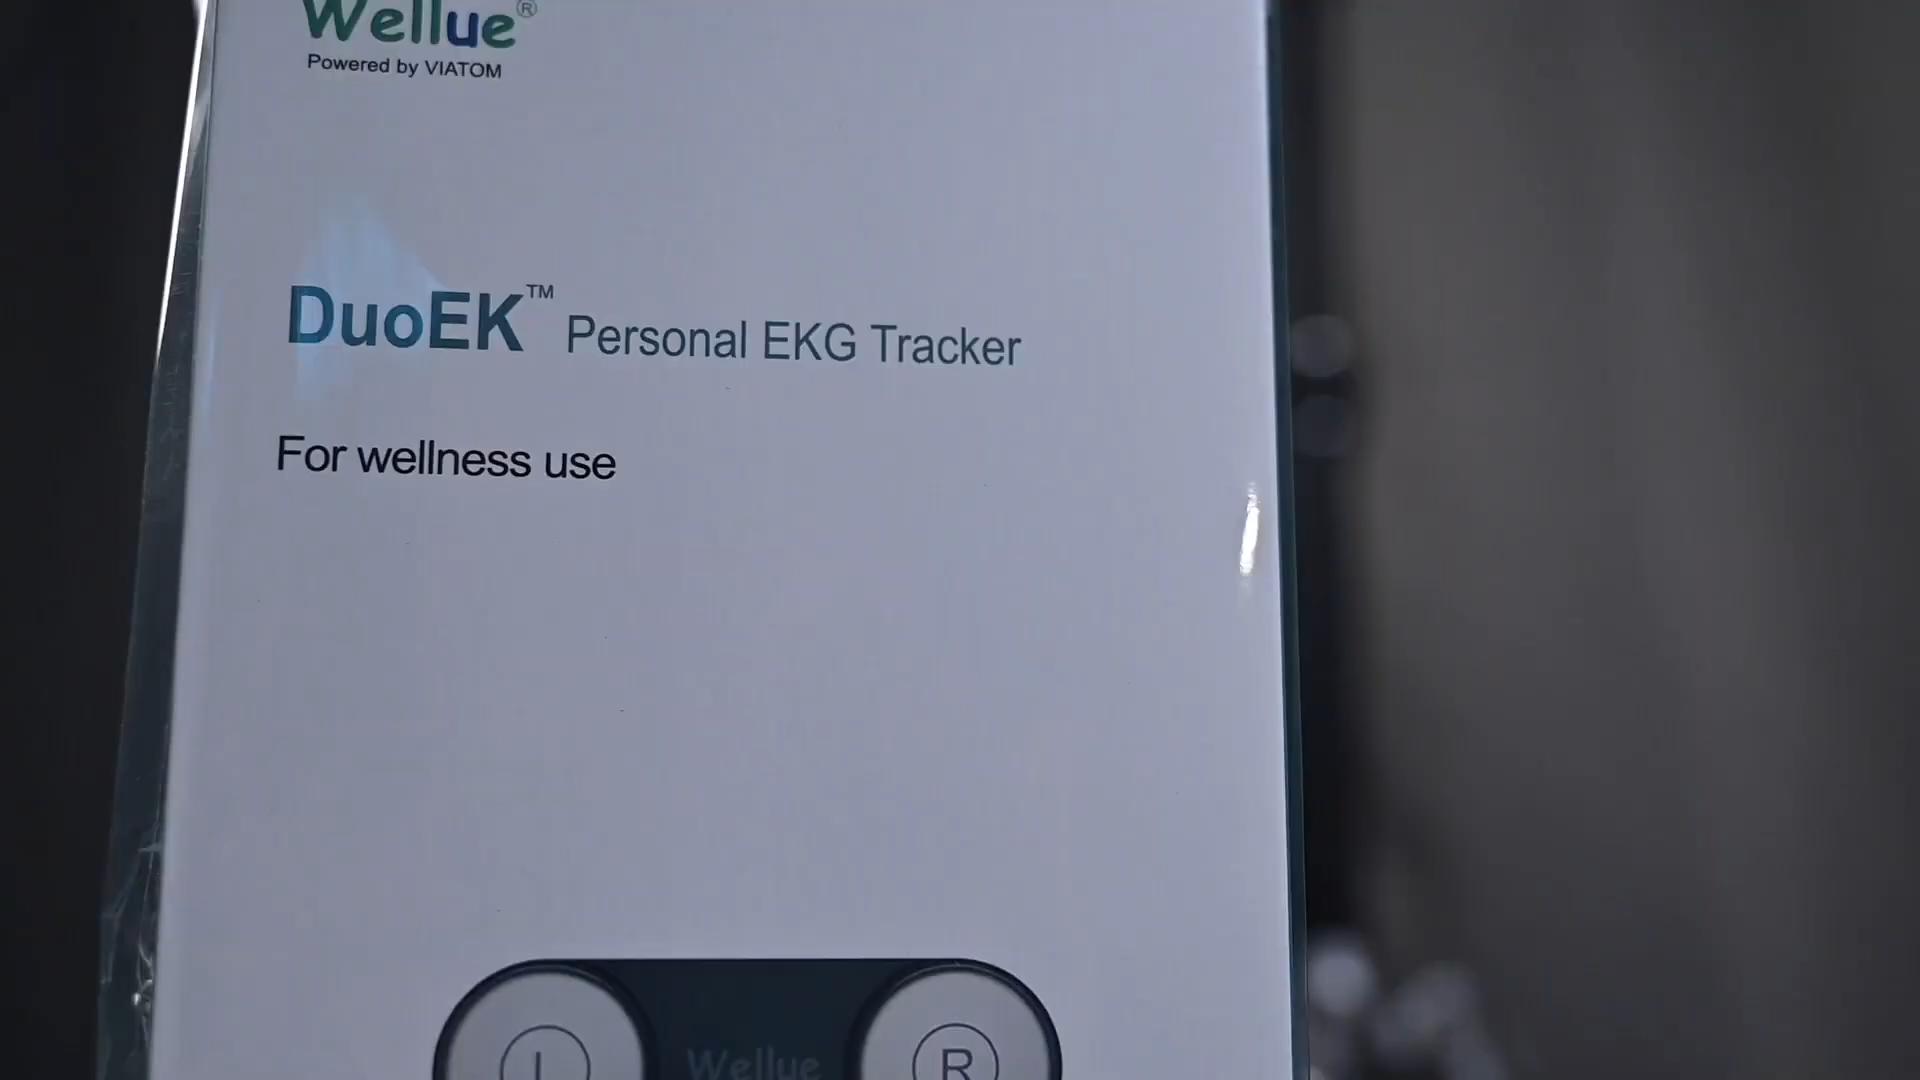 Wellue®
Powered by VIATOM
DuoEK™ Personal EKG Tracker
For wellness use
L Wellue R